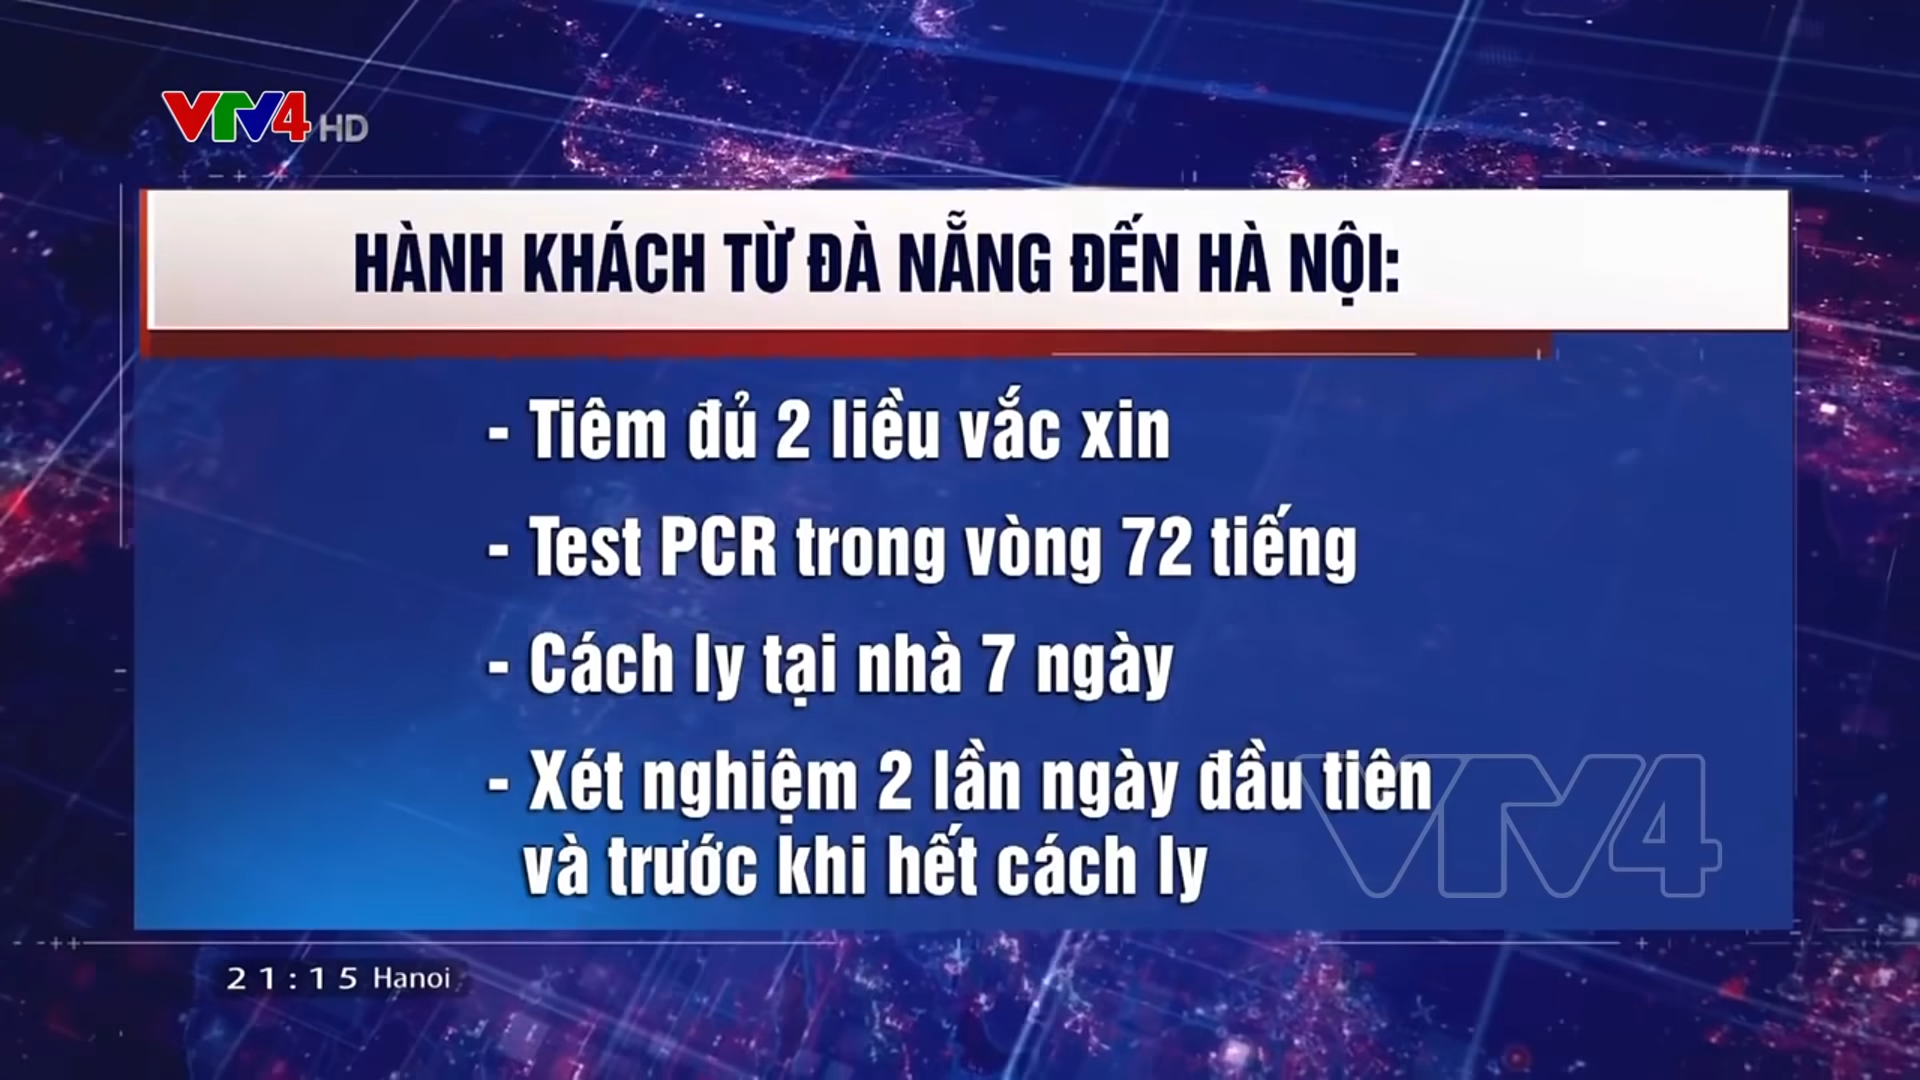 VTV4 HD
HÀNH KHÁCH TỪ ĐÀ NẴNG ĐẾN HÀ NỘI:
- Tiêm đủ 2 liều vắc xin
- Test PCR trong vòng 72 tiếng
- Cách ly tại nhà 7 ngày
- Xét nghiệm 2 lần ngày đầu tiên
và trước khi hết cách ly
VTV4
21:15 Hanoi